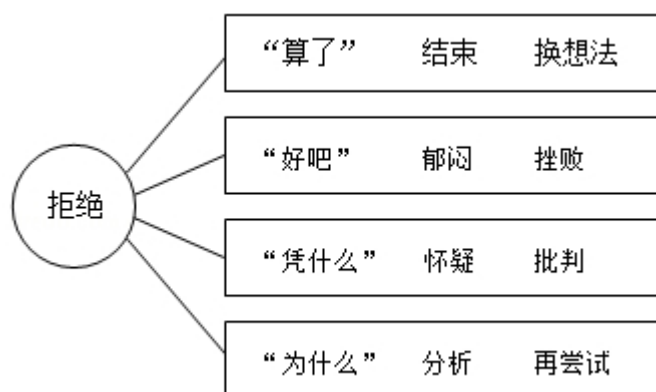 拒绝
“算了” 结束 换想法
“好吧” 郁闷 挫败
“凭什么” 怀疑 批判
“为什么” 分析 再尝试